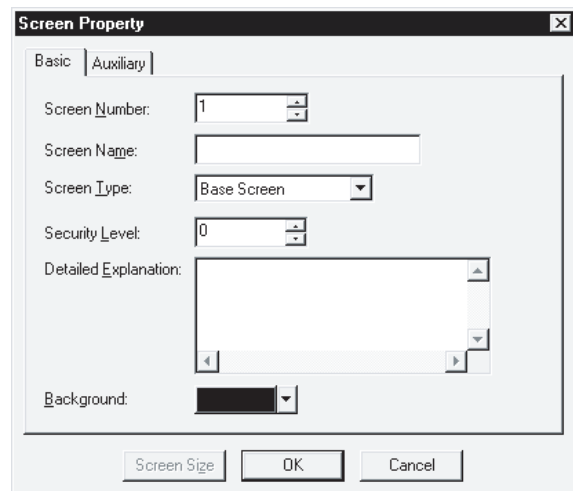 Screen Property
Basic Auxiliary
Screen Number: 1
Screen Name:
Screen Type: Base Screen
Security Level: 0
Detailed Explanation:
Background:
Screen Size OK Cancel